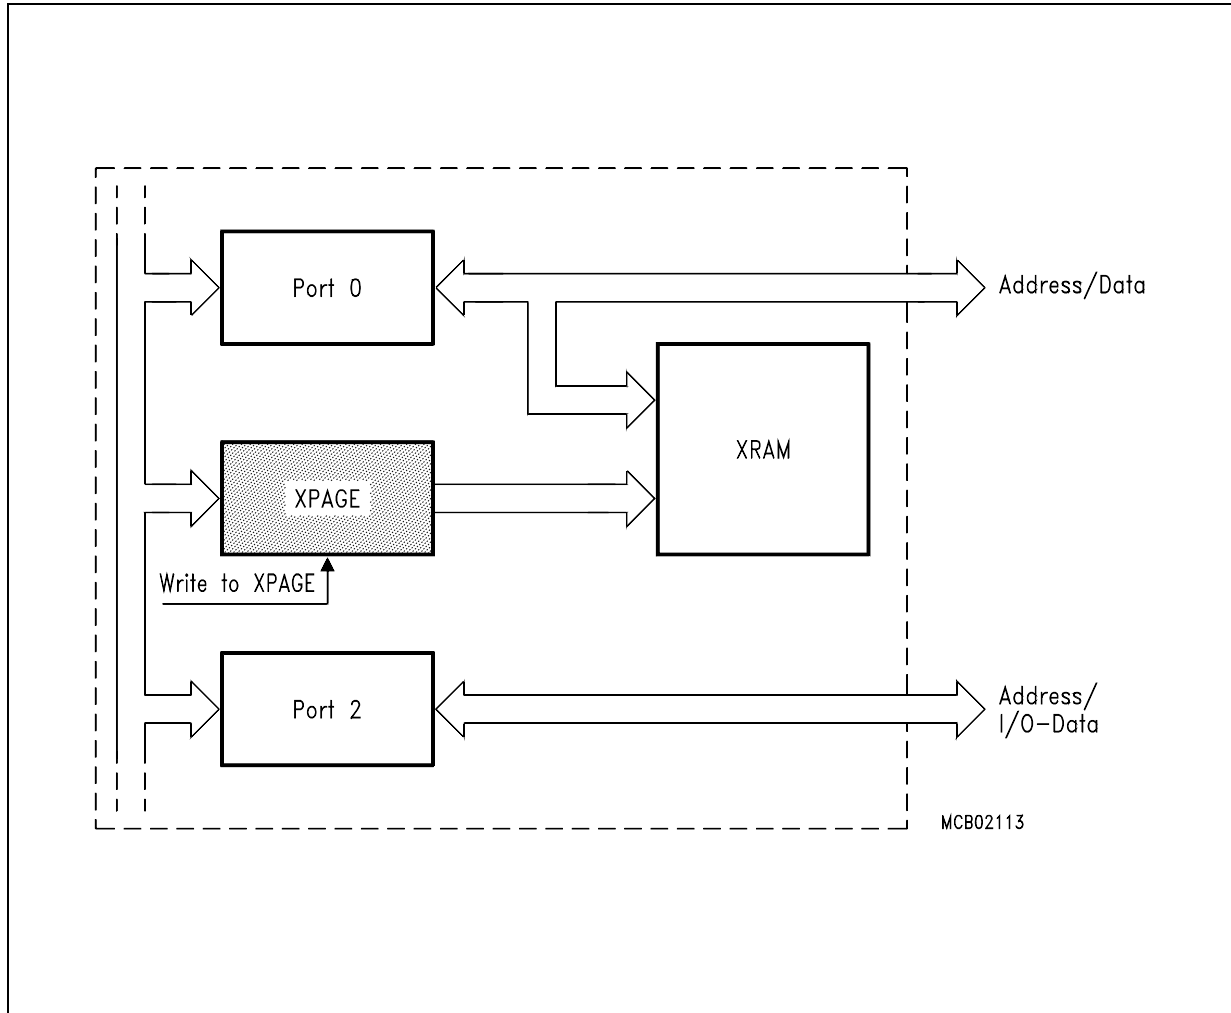 Port 0
Address/Data
XRAM
XPAGE
Write to XPAGE
Port 2
Address/
I/O-Data
MCB02113